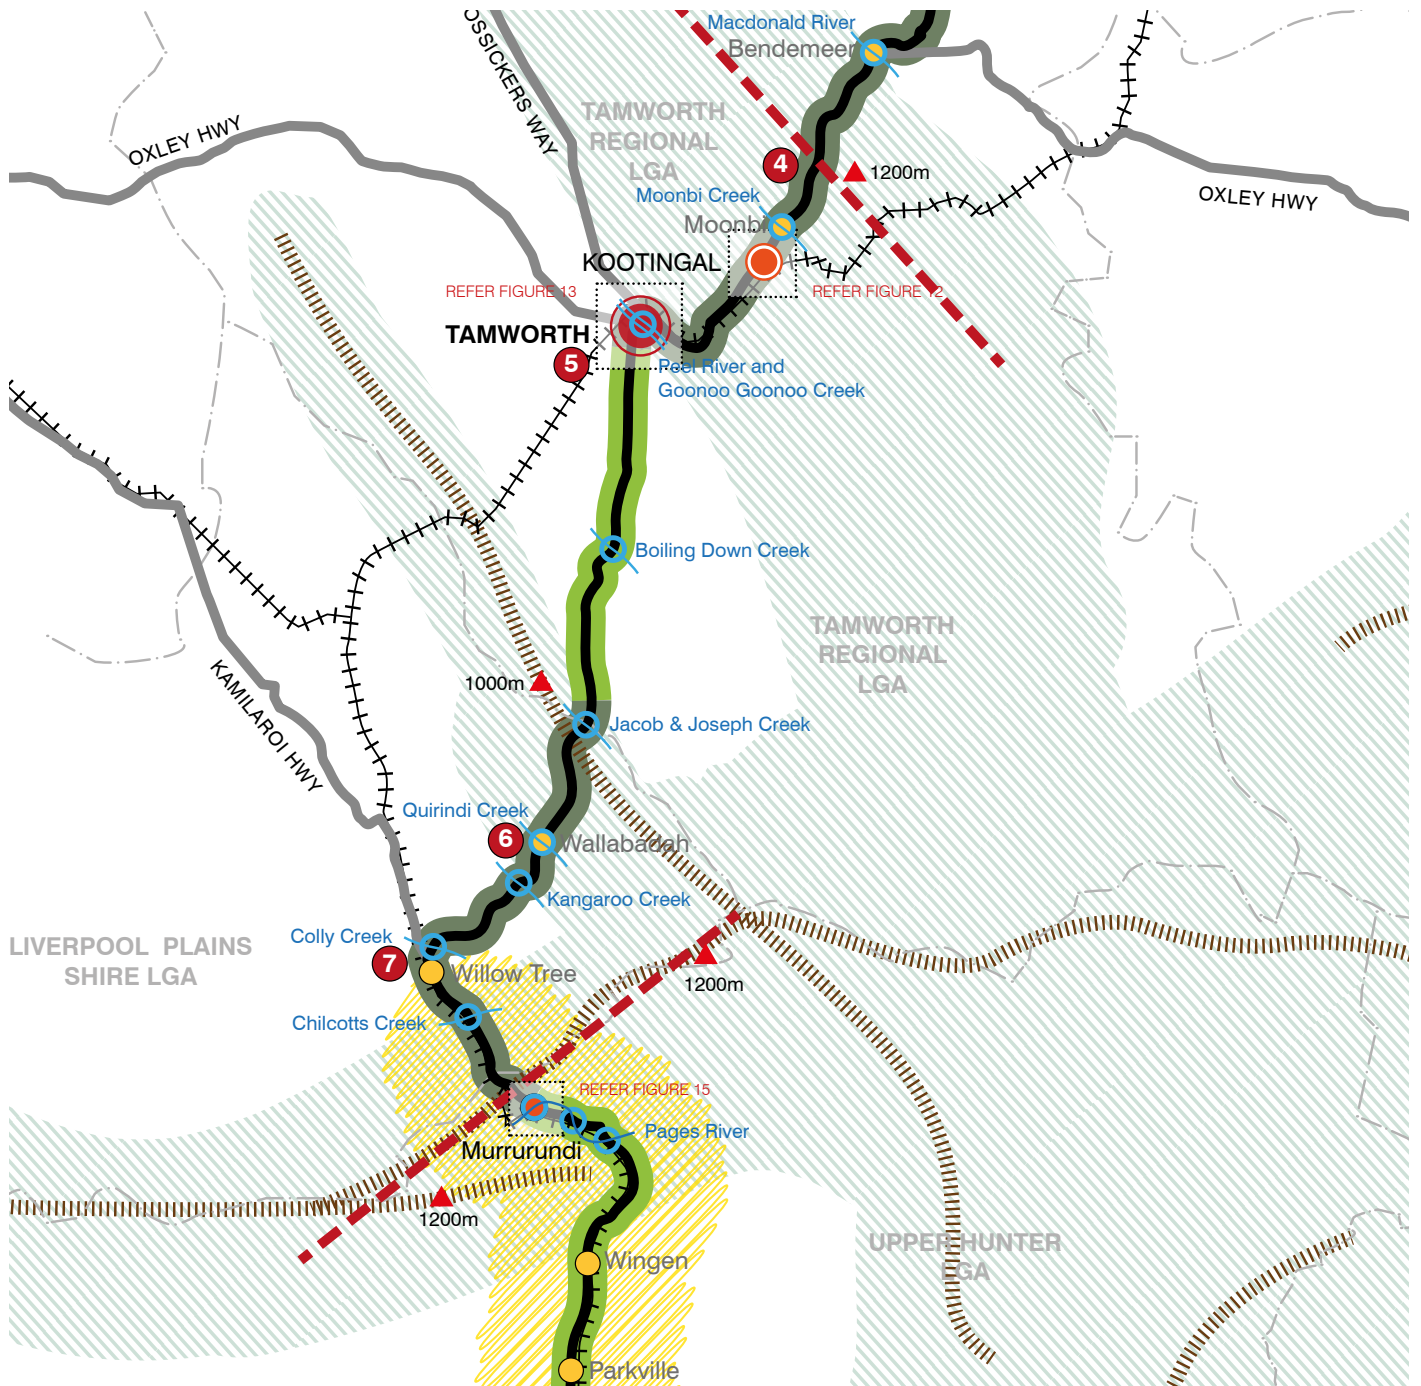 Macdonald River
Bendemeer
OSSICKERS WAY
TAMWORTH
REGIONAL
LGA
OXLEY HWY
4
1200m
OXLEY HWY
Moonbi Creek
Moonbi
KOOTINGAL
REFER FIGURE 13
REFER FIGURE 12
TAMWORTH
5
Peel River and
Goonoo Goonoo Creek
Boiling Down Creek
TAMWORTH
REGIONAL
LGA
1000m
KAMILAROI HWY
Jacob & Joseph Creek
Quirindi Creek
6
Wallabadah
Kangaroo Creek
Colly Creek
LIVERPOOL PLAINS
SHIRE LGA
7
Willow Tree
1200m
Chilcotts Creek
REFER FIGURE 15
Pages River
Murrurundi
1200m
UPPER HUNTER
LGA
Wingen
Parkville